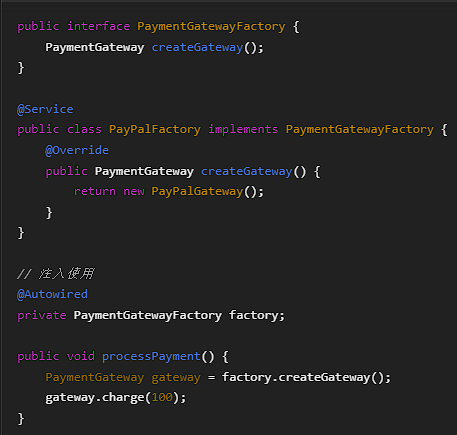 public interface PaymentGatewayFactory {
    PaymentGateway createGateway();
}

@Service
public class PayPalFactory implements PaymentGatewayFactory {
    @Override
    public PaymentGateway createGateway() {
        return new PayPalGateway();
    }
}

// 注入使用
@Autowired
private PaymentGatewayFactory factory;

public void processPayment() {
    PaymentGateway gateway = factory.createGateway();
    gateway.charge(100);
}